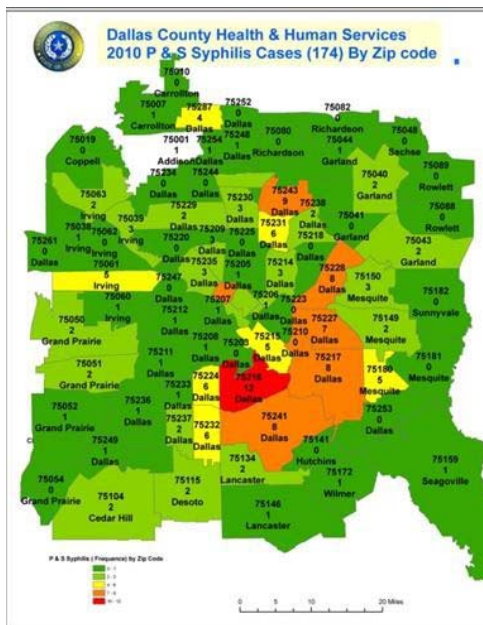 Dallas County Health & Human Services
2010 P & S Syphilis Cases (174) By Zip code
75010
0
Carrollton
75007
1
Carrollton
75287
4
Dallas
75252
0
Dallas
75082
0
Richardson
75019
0
Coppell
75001
1
Addison
75254
1
Dallas
75248
1
Dallas
75080
0
Richardson
75044
1
Garland
75048
0
Sachse
75234
0
Dallas
75244
0
Dallas
75040
2
Garland
75089
0
Rowlett
75063
2
Irving
75229
2
Dallas
75230
3
Dallas
75243
9
Dallas
75238
2
Dallas
75088
0
Rowlett
75038
1
Irving
75039
3
Irving
75062
0
Irving
75209
3
Dallas
75225
0
Dallas
75231
6
Dallas
75041
0
Garland
75261
0
Dallas
75220
0
Dallas
75218
0
Dallas
75043
2
Garland
75061
5
Irving
75247
0
Dallas
75235
3
Dallas
75205
75214
3
Dallas
75228
8
Dallas
75150
3
Mesquite
75182
0
Sunnyvale
75060
1
Irving
75212
1
Dallas
75207
1
Dallas
75206
1
Dallas
75223
0
Dallas
75050
2
Grand Prairie
75208
1
Dallas
75203
0
Dallas
75215
5
Dallas
75210
0
Dallas
75227
7
Dallas
75149
2
Mesquite
75051
2
Grand Prairie
75211
1
Dallas
75224
6
Dallas
75216
Dallas
75217
8
Dallas
75180
5
Mesquite
75181
0
Mesquite
75052
1
Grand Prairie
75236
1
Dallas
75233
1
Dallas
75237
2
Dallas
75232
6
Dallas
75241
8
Dallas
75253
0
Dallas
75249
1
Dallas
75141
0
Hutchins
75054
0
Grand Prairie
75104
2
Cedar Hill
75115
2
Desoto
75134
2
Lancaster
75172
1
Wilmer
75159
1
Seagoville
75146
1
Lancaster
P & S Syphilis ( Frequance) by Zip Code
0 - 1
2 - 3
4 - 6
7 - 9
0 5 10 20 Miles